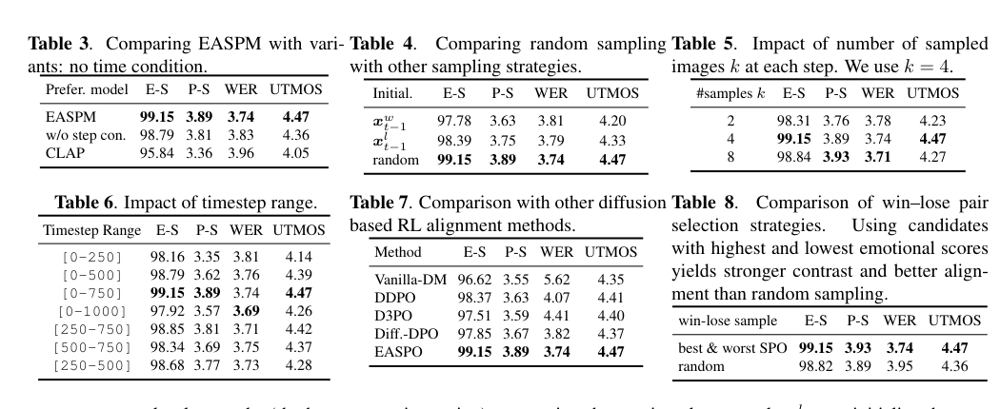 Table 3. Comparing EASPM with vari-
ants: no time condition.
Prefer. model E-S P-S WER UTMOS
EASPM 99.15 3.89 3.74 4.47
w/o step con. 98.79 3.81 3.83 4.36
CLAP 95.84 3.36 3.96 4.05
Table 4. Comparing random sampling
with other sampling strategies.
Initial. E-S P-S WER UTMOS
x^w_{t−1} 97.78 3.63 3.81 4.20
x^l_{t−1} 98.39 3.75 3.79 4.33
random 99.15 3.89 3.74 4.47
Table 5. Impact of number of sampled
images k at each step. We use k = 4.
#samples k E-S P-S WER UTMOS
2 98.31 3.76 3.78 4.23
4 99.15 3.89 3.74 4.47
8 98.84 3.93 3.71 4.27
Table 6. Impact of timestep range.
Timestep Range E-S P-S WER UTMOS
[0-250] 98.16 3.35 3.81 4.14
[0-500] 98.79 3.62 3.76 4.39
[0-750] 99.15 3.89 3.74 4.47
[0-1000] 97.92 3.57 3.69 4.26
[250-750] 98.85 3.81 3.71 4.42
[500-750] 98.34 3.69 3.75 4.37
[250-500] 98.68 3.77 3.73 4.28
Table 7. Comparison with other diffusion
based RL alignment methods.
Method E-S P-S WER UTMOS
Vanilla-DM 96.62 3.55 5.62 4.35
DDPO 98.37 3.63 4.07 4.41
D3PO 97.51 3.59 4.41 4.40
Diff.-DPO 97.85 3.67 3.82 4.37
EASPO 99.15 3.89 3.74 4.47
Table 8. Comparison of win–lose pair
selection strategies. Using candidates
with highest and lowest emotional scores
yields stronger contrast and better align-
ment than random sampling.
win-lose sample E-S P-S WER UTMOS
best & worst SPO 99.15 3.93 3.74 4.47
random 98.82 3.89 3.95 4.36